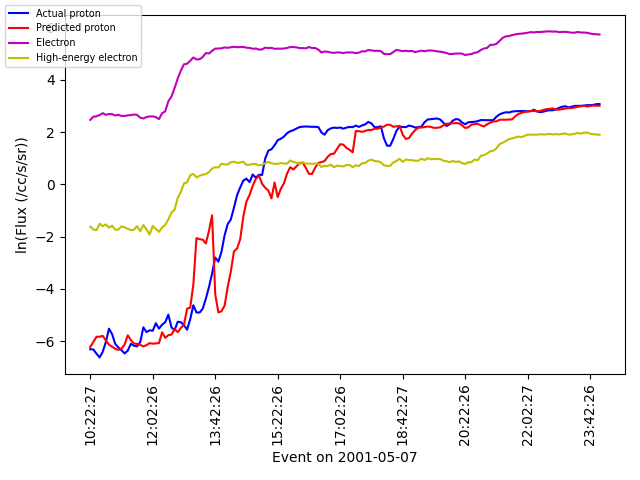 Actual proton
Predicted proton
Electron
High-energy electron
4
2
0
−2
−4
−6
ln(Flux (/cc/s/sr))
10:22:27
12:02:26
13:42:26
15:22:26
17:02:26
18:42:27
20:22:26
22:02:27
23:42:26
Event on 2001-05-07